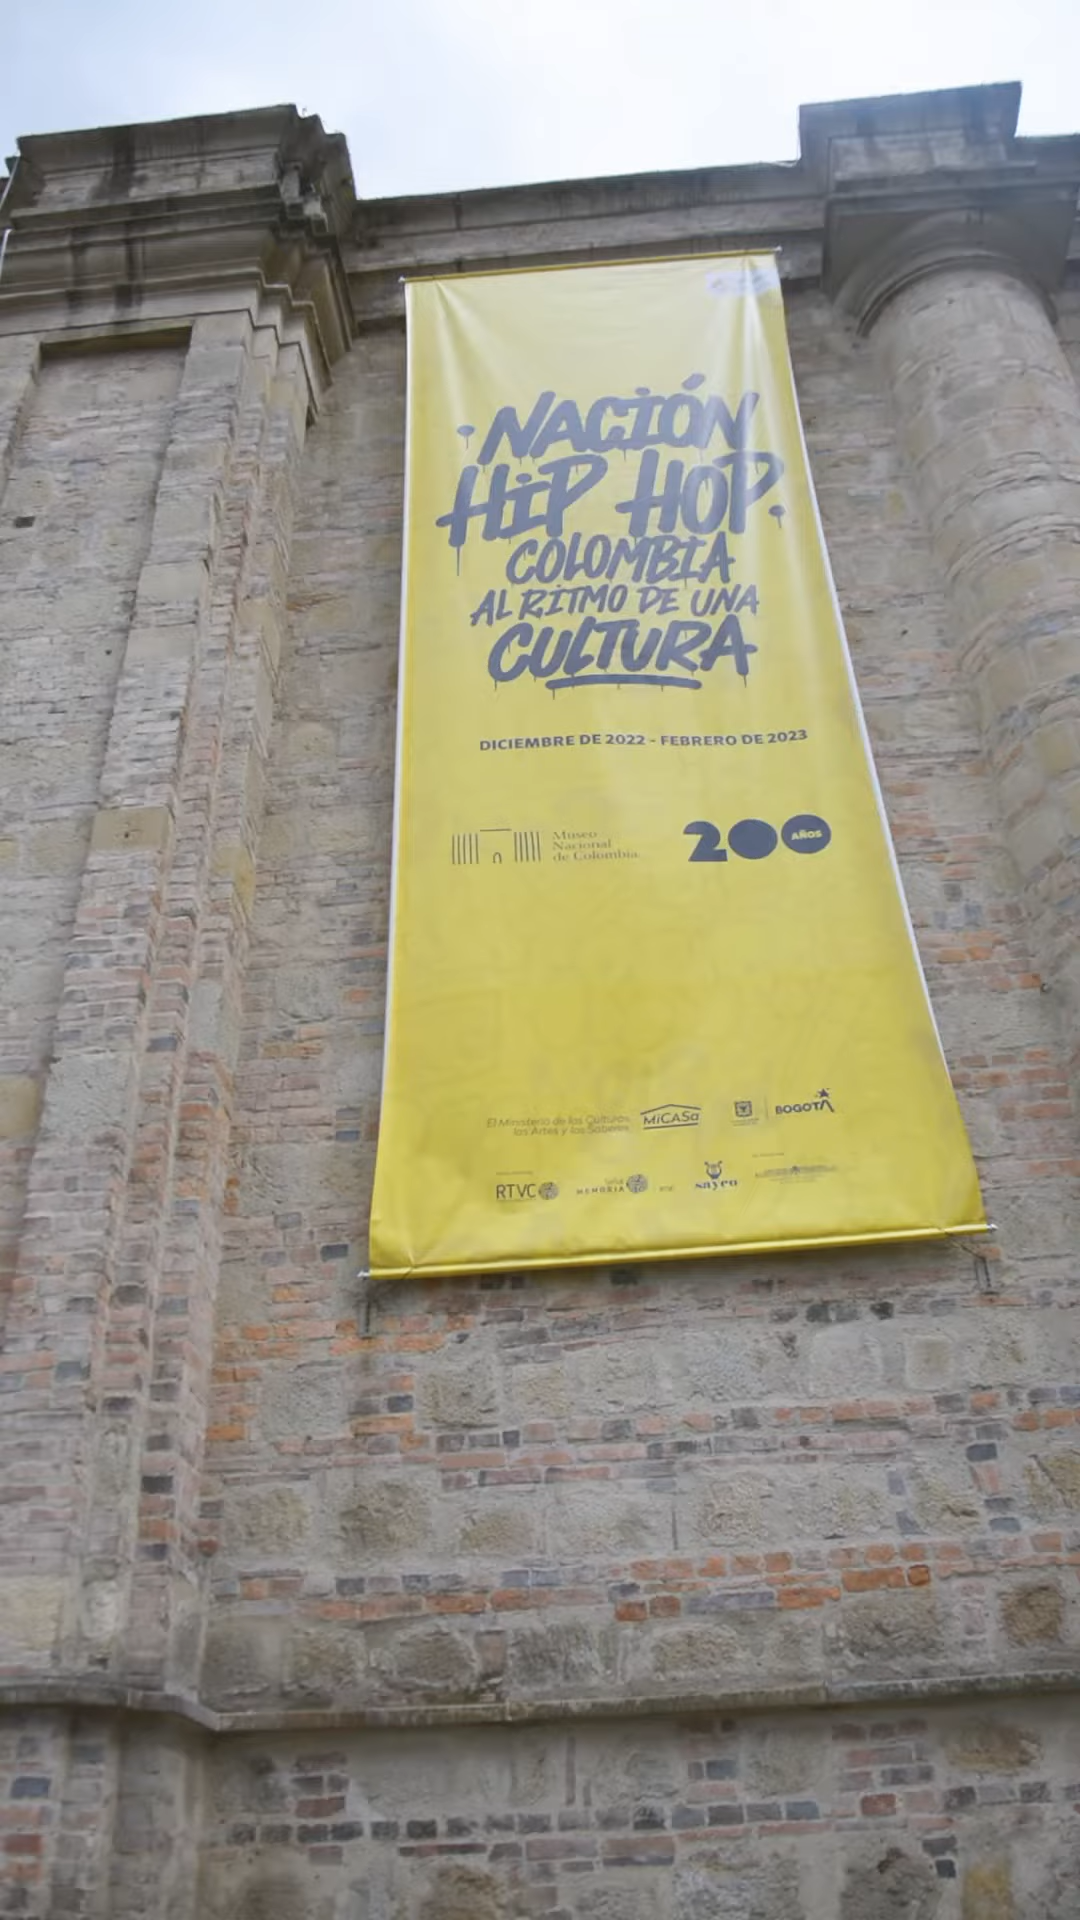 NACIÓN
HIP HOP
COLOMBIA
AL RITMO DE UNA
CULTURA
DICIEMBRE DE 2022 - FEBRERO DE 2023
Museo
Nacional
de Colombia
200 AÑOS
El Ministerio de las Culturas,
las Artes y los Saberes
MiCASa
BOGOTÁ
RTVC
SEÑAL
MEMORIA
sayco